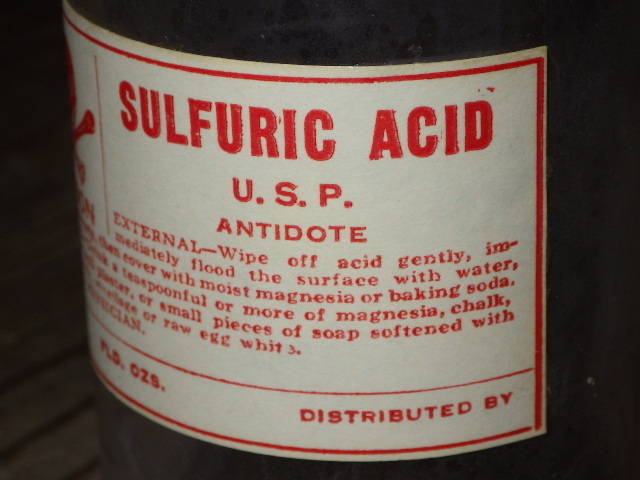 SULFURIC ACID
U. S. P.
ANTIDOTE
EXTERNAL—Wipe off acid gently, im-
mediately flood the surface with water,
then cover with moist magnesia or baking soda.
a teaspoonful or more of magnesia, chalk,
plaster, or small pieces of soap softened with
or raw egg white.
FLD. OZS.
DISTRIBUTED BY